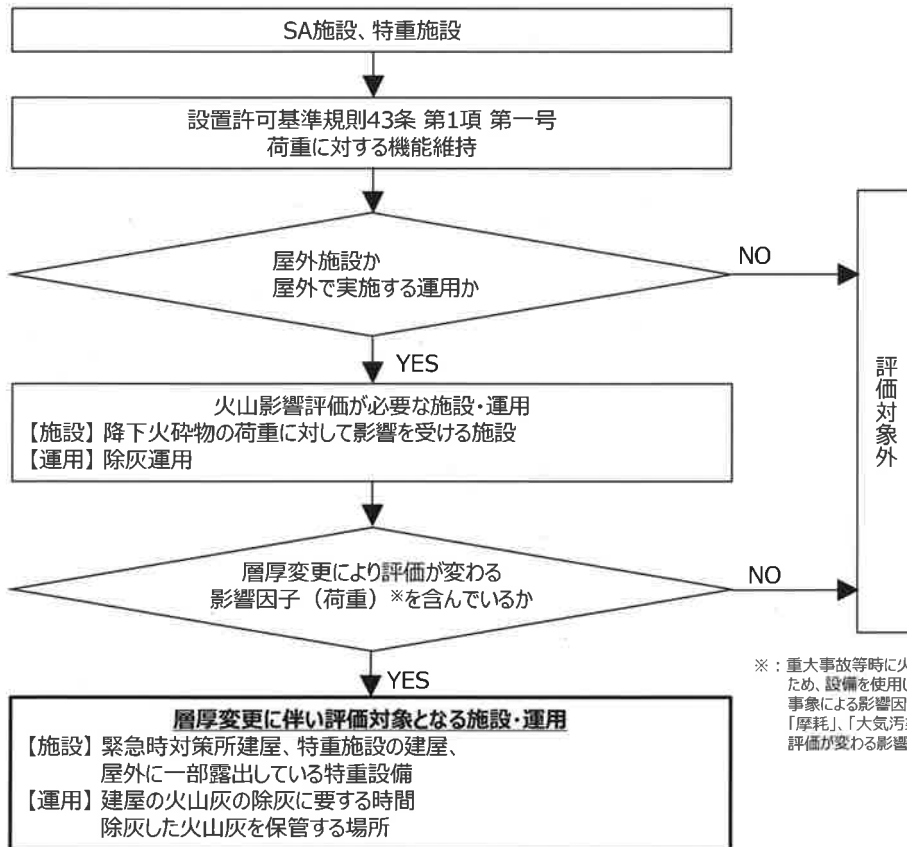 SA施設、特重施設
設置許可基準規則43条 第1項 第一号
荷重に対する機能維持
屋外施設か
屋外で実施する運用か
NO
YES
評価対象外
火山影響評価が必要な施設・運用
【施設】降下火砕物の荷重に対して影響を受ける施設
【運用】除灰運用
層厚変更により評価が変わる
影響因子（荷重）※を含んでいるか
NO
YES
※：重大事故等時に火
ため、設備を使用し
事象による影響因
「摩耗」、「大気汚
評価が変わる影響
層厚変更に伴い評価対象となる施設・運用
【施設】緊急時対策所建屋、特重施設の建屋、
屋外に一部露出している特重設備
【運用】建屋の火山灰の除灰に要する時間
除灰した火山灰を保管する場所